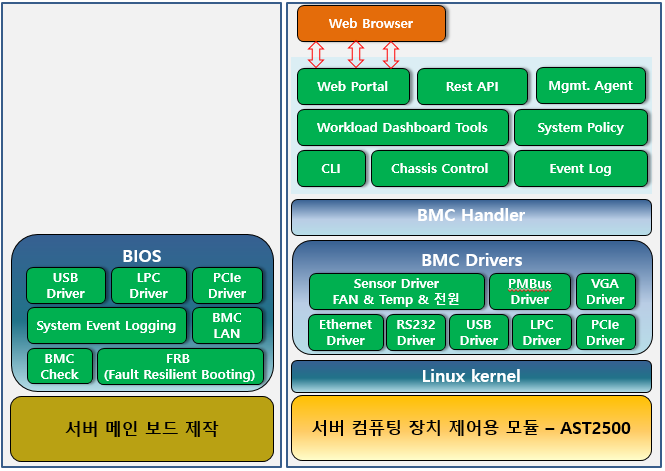 BIOS
USB
Driver
LPC
Driver
PCIe
Driver
System Event Logging
BMC
LAN
BMC
Check
FRB
(Fault Resilient Booting)
서버 메인 보드 제작
Web Browser
Web Portal
Rest API
Mgmt. Agent
Workload Dashboard Tools
System Policy
CLI
Chassis Control
Event Log
BMC Handler
BMC Drivers
Sensor Driver
FAN & Temp & 전원
PMBus
Driver
VGA
Driver
Ethernet
Driver
RS232
Driver
USB
Driver
LPC
Driver
PCIe
Driver
Linux kernel
서버 컴퓨팅 장치 제어용 모듈 – AST2500